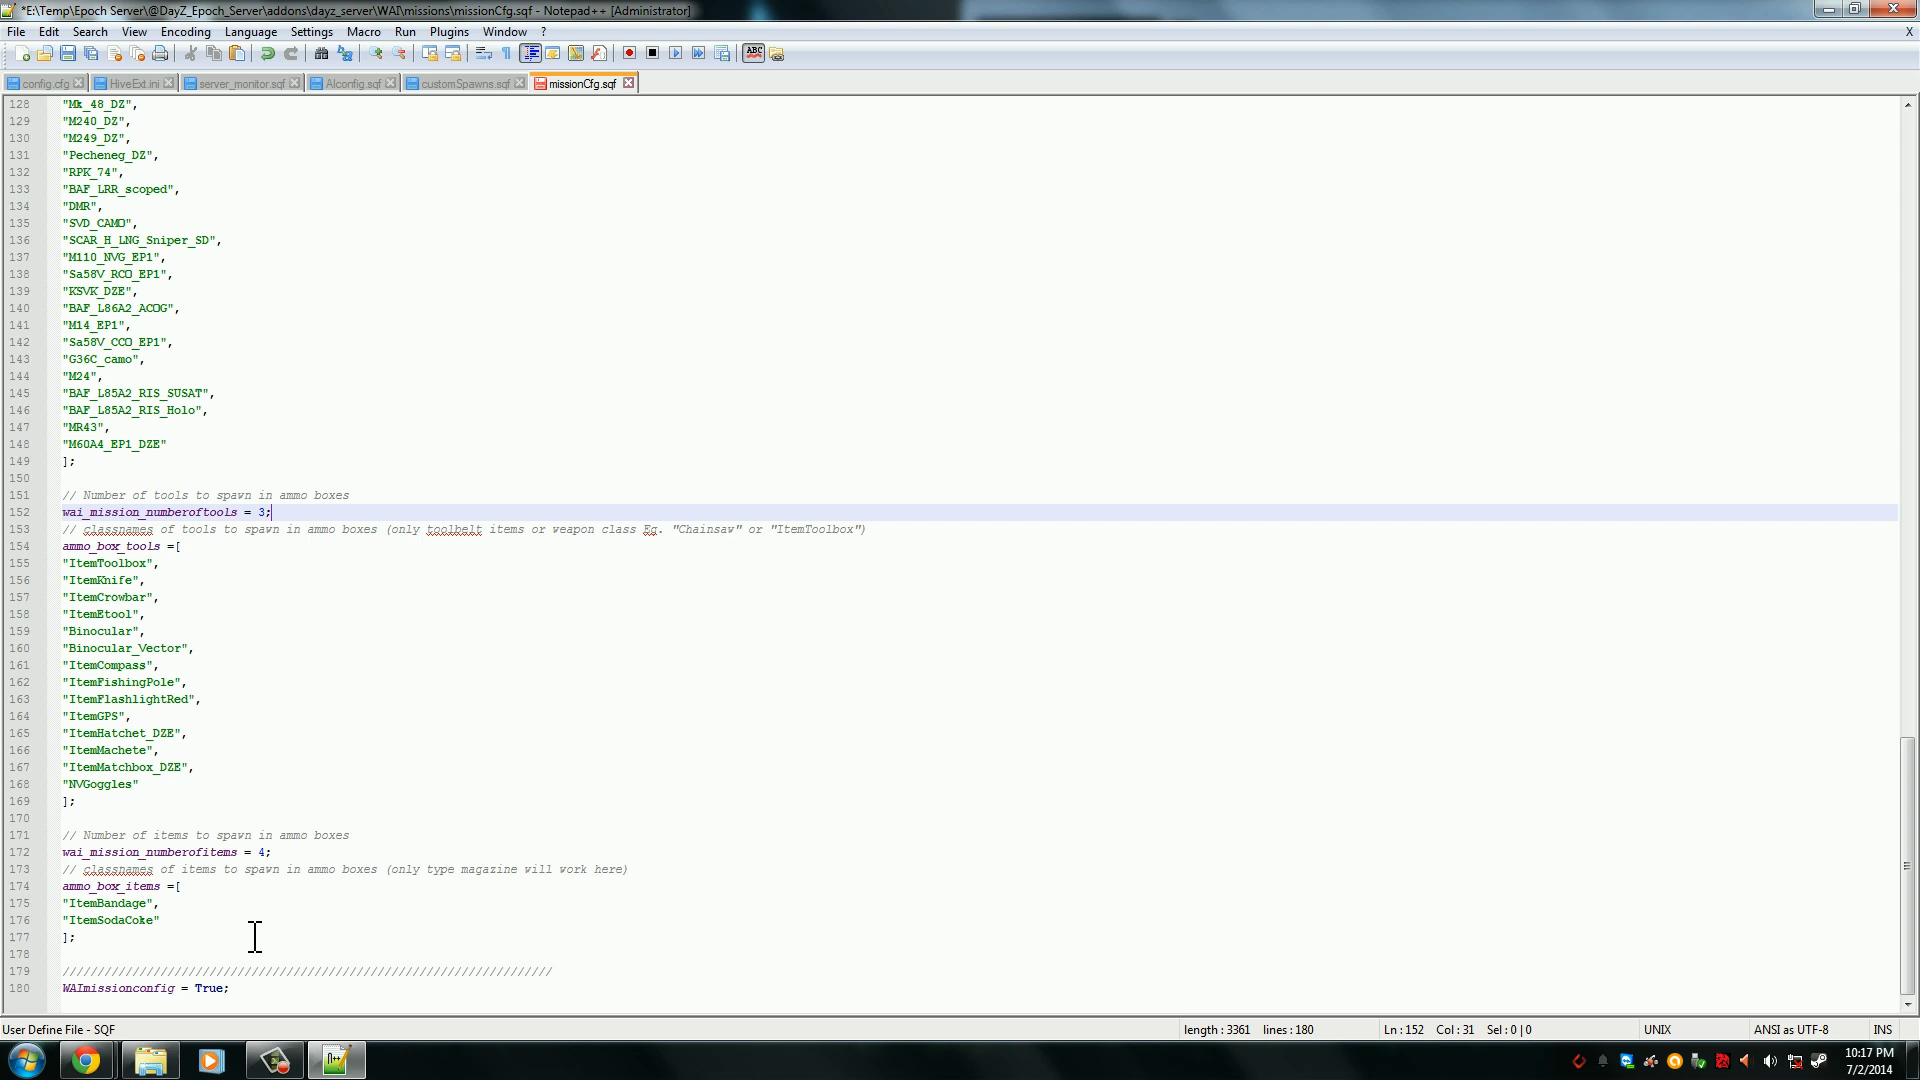 *E:\Temp\Epoch Server\@DayZ_Epoch_Server\addons\dayz_server\WAI\missions\missionCfg.sqf - Notepad++ [Administrator]
File Edit Search View Encoding Language Settings Macro Run Plugins Window ? X
config.cfg HiveExt.ini server_monitor.sqf AIconfig.sqf customSpawns.sqf missionCfg.sqf
128 "Mk_48_DZ",
129 "M240_DZ",
130 "M249_DZ",
131 "Pecheneg_DZ",
132 "RPK_74",
133 "BAF_LRR_scoped",
134 "DMR",
135 "SVD_CAMO",
136 "SCAR_H_LNG_Sniper_SD",
137 "M110_NVG_EP1",
138 "Sa58V_RCO_EP1",
139 "KSVK_DZE",
140 "BAF_L86A2_ACOG",
141 "M14_EP1",
142 "Sa58V_CCO_EP1",
143 "G36C_camo",
144 "M24",
145 "BAF_L85A2_RIS_SUSAT",
146 "BAF_L85A2_RIS_Holo",
147 "MR43",
148 "M60A4_EP1_DZE"
149 ];
150
151 // Number of tools to spawn in ammo boxes
152 wai_mission_numberoftools = 3;
153 // classnames of tools to spawn in ammo boxes (only toolbelt items or weapon class Eg. "Chainsaw" or "ItemToolbox")
154 ammo_box_tools =[
155 "ItemToolbox",
156 "ItemKnife",
157 "ItemCrowbar",
158 "ItemEtool",
159 "Binocular",
160 "Binocular_Vector",
161 "ItemCompass",
162 "ItemFishingPole",
163 "ItemFlashlightRed",
164 "ItemGPS",
165 "ItemHatchet_DZE",
166 "ItemMachete",
167 "ItemMatchbox_DZE",
168 "NVGoggles"
169 ];
170
171 // Number of items to spawn in ammo boxes
172 wai_mission_numberofitems = 4;
173 // classnames of items to spawn in ammo boxes (only type magazine will work here)
174 ammo_box_items =[
175 "ItemBandage",
176 "ItemSodaCoke"
177 ];
178
179 //////////////////////////////////////////////////////////////////////
180 WAImissionconfig = True;
User Define File - SQF length : 3361 lines : 180 Ln : 152 Col : 31 Sel : 0 | 0 UNIX ANSI as UTF-8 INS
10:17 PM
7/2/2014